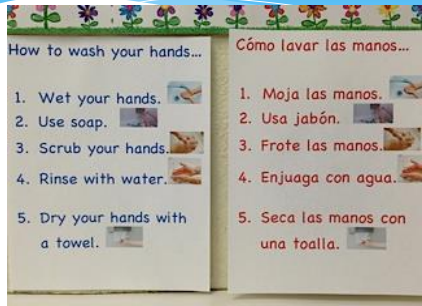 How to wash your hands...
1. Wet your hands.
2. Use soap.
3. Scrub your hands.
4. Rinse with water.
5. Dry your hands with
a towel.
Cómo lavar las manos...
1. Moja las manos.
2. Usa jabón.
3. Frote las manos.
4. Enjuaga con agua.
5. Seca las manos con
una toalla.